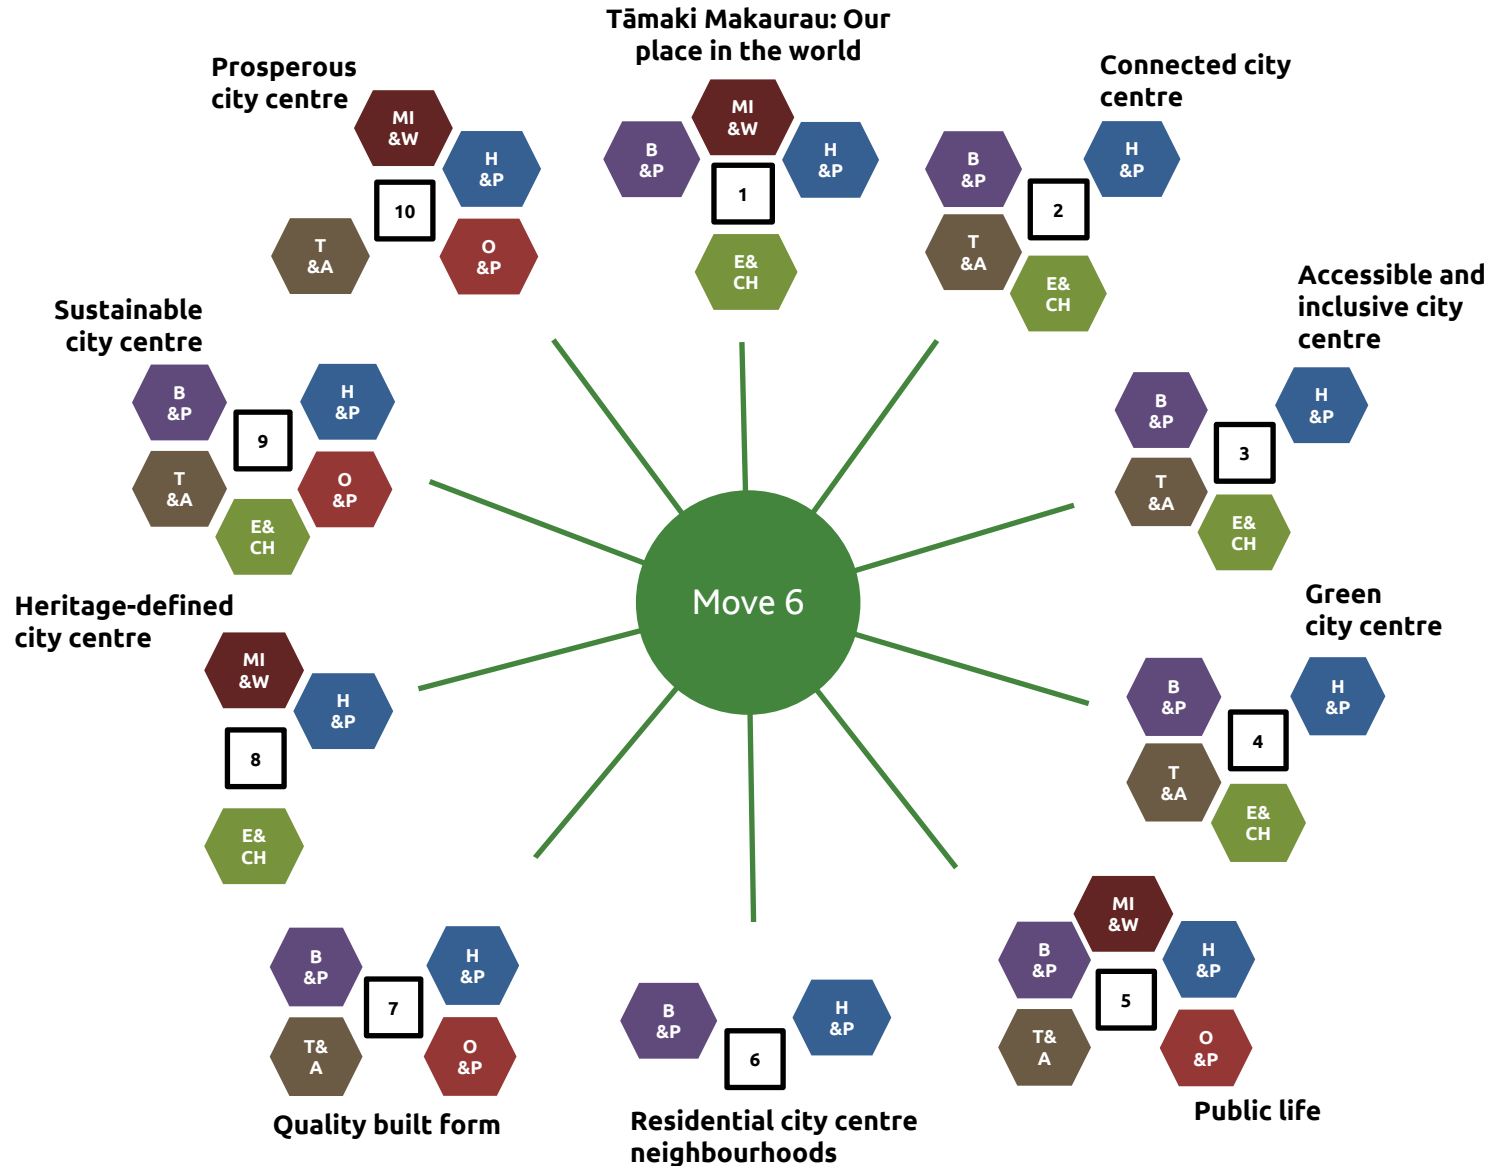 Tāmaki Makaurau: Our
place in the world
MI
&W
B
&P
H
&P
1
E&
CH
Connected city
centre
B
&P
H
&P
2
T
&A
E&
CH
Accessible and
inclusive city
centre
B
&P
H
&P
3
T
&A
E&
CH
Green
city centre
B
&P
H
&P
4
T
&A
E&
CH
MI
&W
B
&P
H
&P
5
T&
A
O
&P
Public life
B
&P
H
&P
6
Residential city centre
neighbourhoods
B
&P
H
&P
7
T&
A
O
&P
Quality built form
Heritage-defined
city centre
MI
&W
H
&P
8
E&
CH
Sustainable
city centre
B
&P
H
&P
9
T
&A
O
&P
E&
CH
Prosperous
city centre
MI
&W
H
&P
10
T
&A
O
&P
Move 6